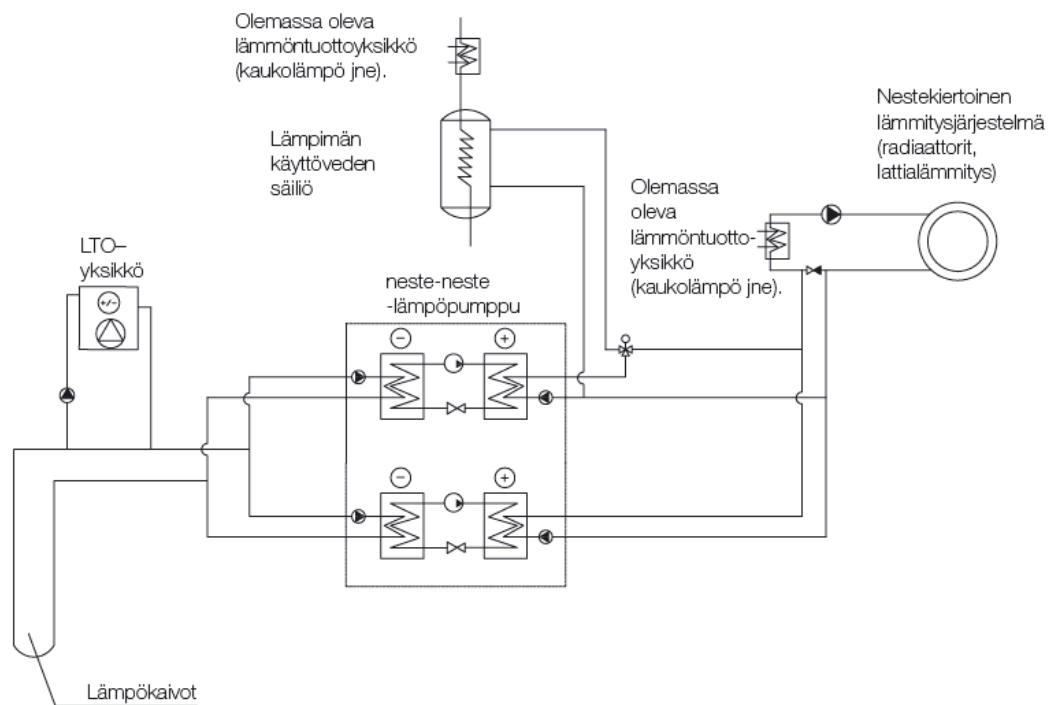 Olemassa oleva
lämmöntuottoyksikkö
(kaukolämpö jne).
Lämpimän
käyttöveden
säiliö
Nestekiertoinen
lämmitysjärjestelmä
(radiaattorit,
lattialämmitys)
Olemassa
oleva
lämmöntuotto-
yksikkö
(kaukolämpö jne).
LTO–
yksikkö
+/−
neste-neste
-lämpöpumppu
− +
− +
Lämpökaivot